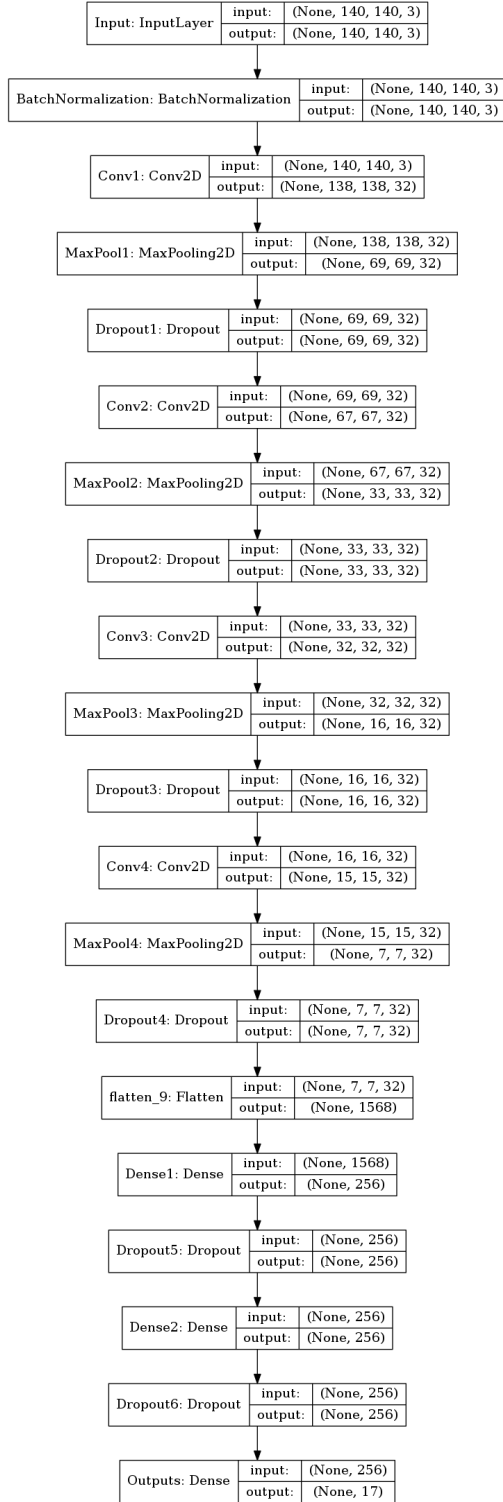 Input: InputLayer
input: (None, 140, 140, 3)
output: (None, 140, 140, 3)
BatchNormalization: BatchNormalization
input: (None, 140, 140, 3)
output: (None, 140, 140, 3)
Conv1: Conv2D
input: (None, 140, 140, 3)
output: (None, 138, 138, 32)
MaxPool1: MaxPooling2D
input: (None, 138, 138, 32)
output: (None, 69, 69, 32)
Dropout1: Dropout
input: (None, 69, 69, 32)
output: (None, 69, 69, 32)
Conv2: Conv2D
input: (None, 69, 69, 32)
output: (None, 67, 67, 32)
MaxPool2: MaxPooling2D
input: (None, 67, 67, 32)
output: (None, 33, 33, 32)
Dropout2: Dropout
input: (None, 33, 33, 32)
output: (None, 33, 33, 32)
Conv3: Conv2D
input: (None, 33, 33, 32)
output: (None, 32, 32, 32)
MaxPool3: MaxPooling2D
input: (None, 32, 32, 32)
output: (None, 16, 16, 32)
Dropout3: Dropout
input: (None, 16, 16, 32)
output: (None, 16, 16, 32)
Conv4: Conv2D
input: (None, 16, 16, 32)
output: (None, 15, 15, 32)
MaxPool4: MaxPooling2D
input: (None, 15, 15, 32)
output: (None, 7, 7, 32)
Dropout4: Dropout
input: (None, 7, 7, 32)
output: (None, 7, 7, 32)
flatten_9: Flatten
input: (None, 7, 7, 32)
output: (None, 1568)
Dense1: Dense
input: (None, 1568)
output: (None, 256)
Dropout5: Dropout
input: (None, 256)
output: (None, 256)
Dense2: Dense
input: (None, 256)
output: (None, 256)
Dropout6: Dropout
input: (None, 256)
output: (None, 256)
Outputs: Dense
input: (None, 256)
output: (None, 17)